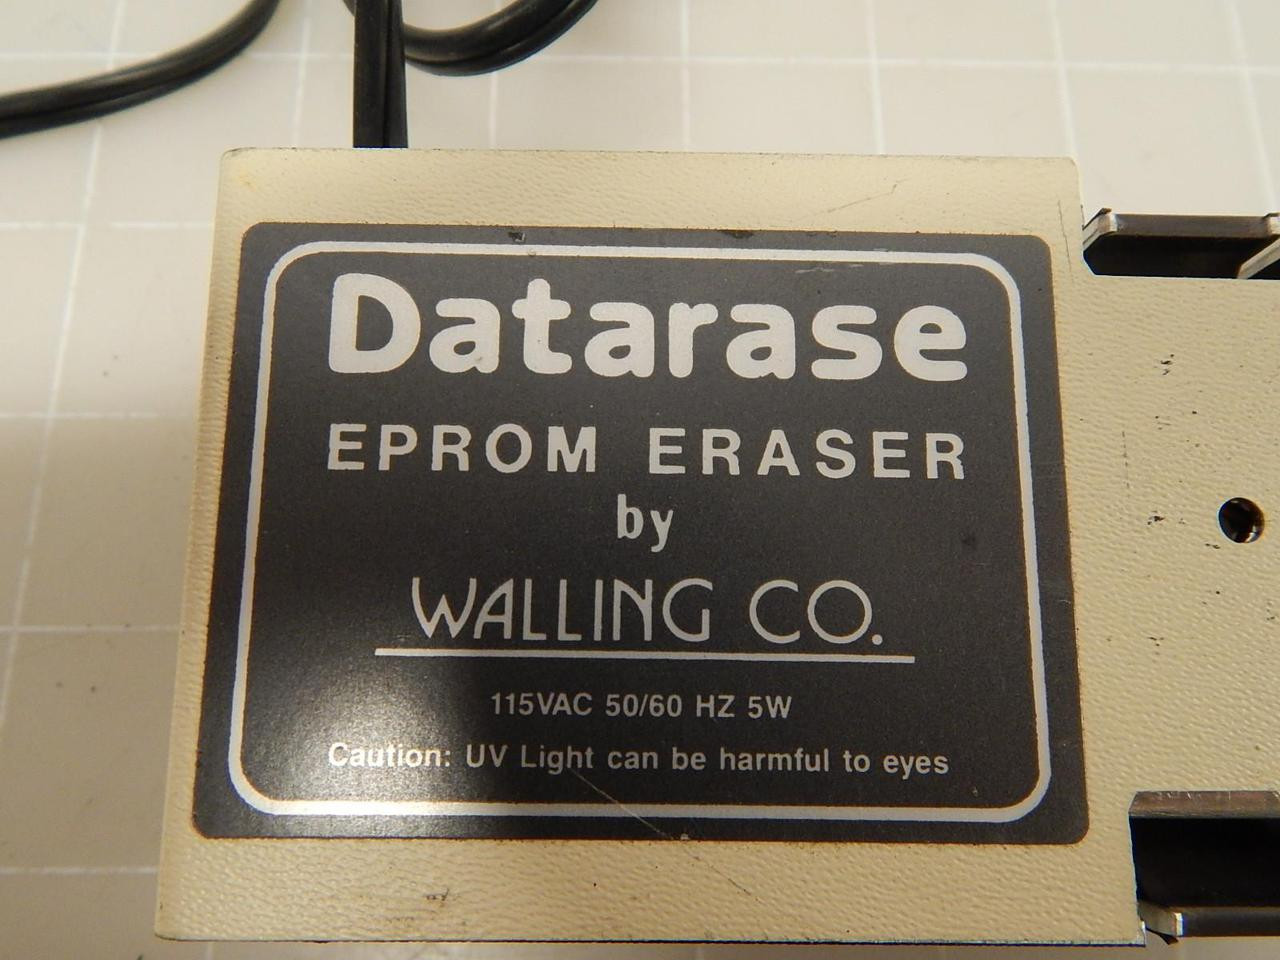 Datarase
EPROM ERASER
by
WALLING CO.
115VAC 50/60 HZ 5W
Caution: UV Light can be harmful to eyes